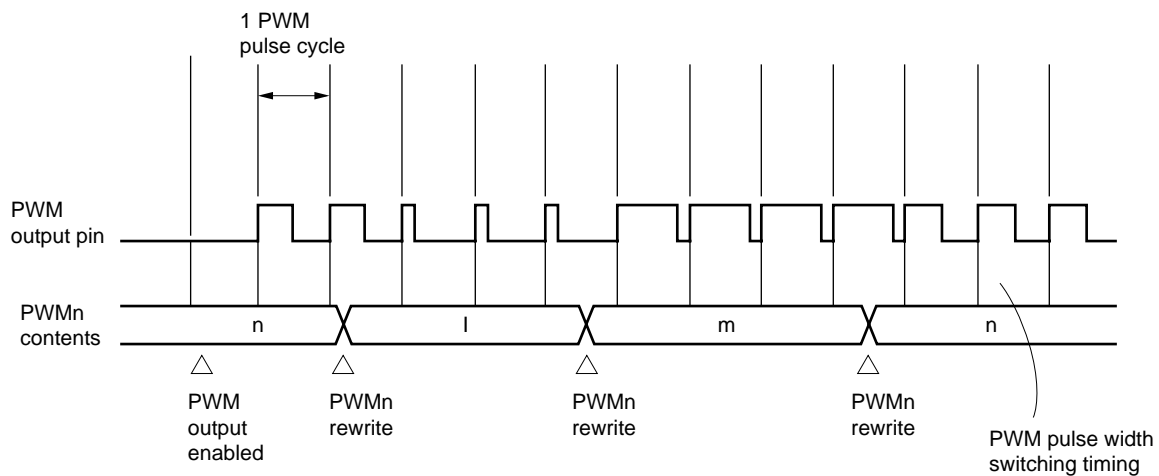 1 PWM
pulse cycle
PWM
output pin
PWMn
contents
n
l
m
n
PWM
output
enabled
PWMn
rewrite
PWMn
rewrite
PWMn
rewrite
PWM pulse width
switching timing